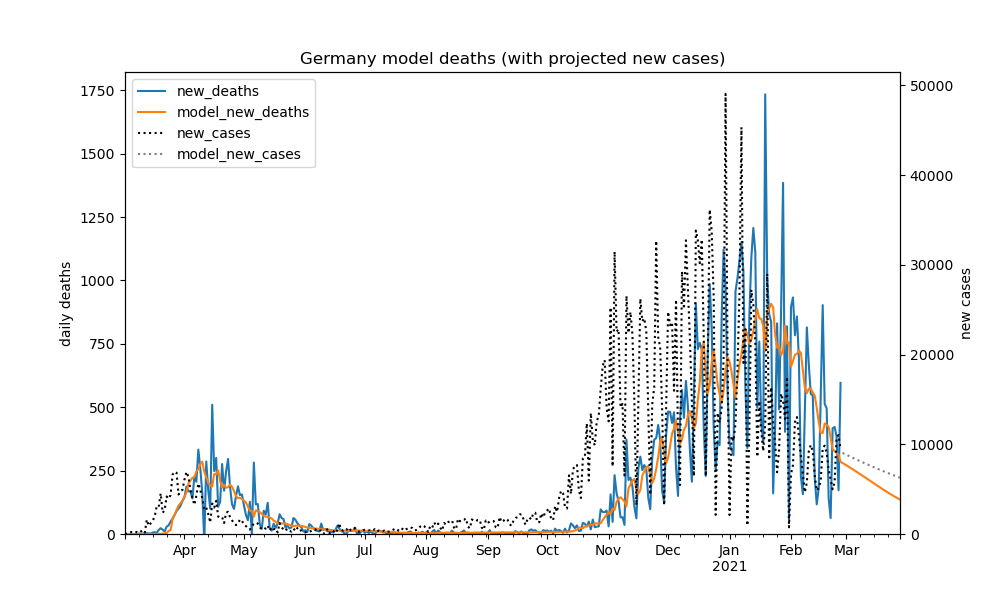 Germany model deaths (with projected new cases)
new_deaths
model_new_deaths
new_cases
model_new_cases
daily deaths
1750
1500
1250
1000
750
500
250
0
50000
40000
30000
20000
10000
0
new cases
Apr May Jun Jul Aug Sep Oct Nov Dec Jan Feb Mar
2021